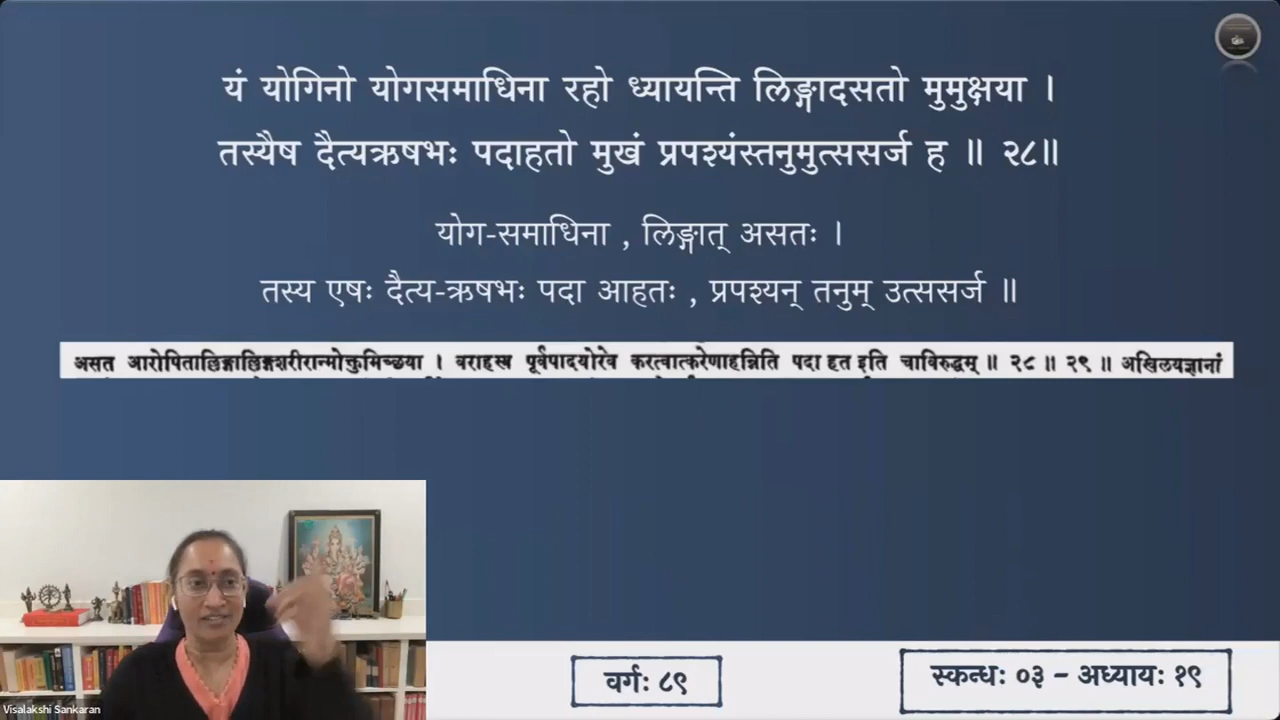 यं योगिनो योगसमाधिना रहो ध्यायन्ति लिङ्गादसतो मुमुक्षया ।
तस्यैष दैत्यऋषभः पदाहतो मुखं प्रपश्यंस्तनुमुत्ससर्ज ह ॥ २८॥
योग-समाधिना , लिङ्गात् असतः ।
तस्य एषः दैत्य-ऋषभः पदा आहतः , प्रपश्यन् तनुम् उत्ससर्ज ॥
असत आरोपिताल्लिङ्गाल्लिङ्गशरीरान्मोक्तुमिच्छया । वराहस्य पूर्वपादयोरेव करत्वात्करेणाहन्निति पदा हत इति चाविरुद्धम् ॥ २८ ॥ २९ ॥ अखिलयज्ञानां
Visalakshi Sankaran
वर्गः ८९
स्कन्धः ०३ – अध्यायः १९